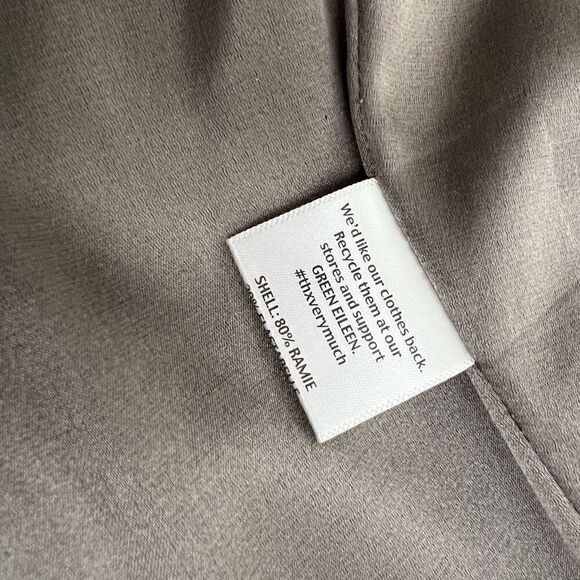 We'd like our clothes back.
Recycle them at our
stores and support
GREEN EILEEN.
#thxverymuch
SHELL: 80% RAMIE